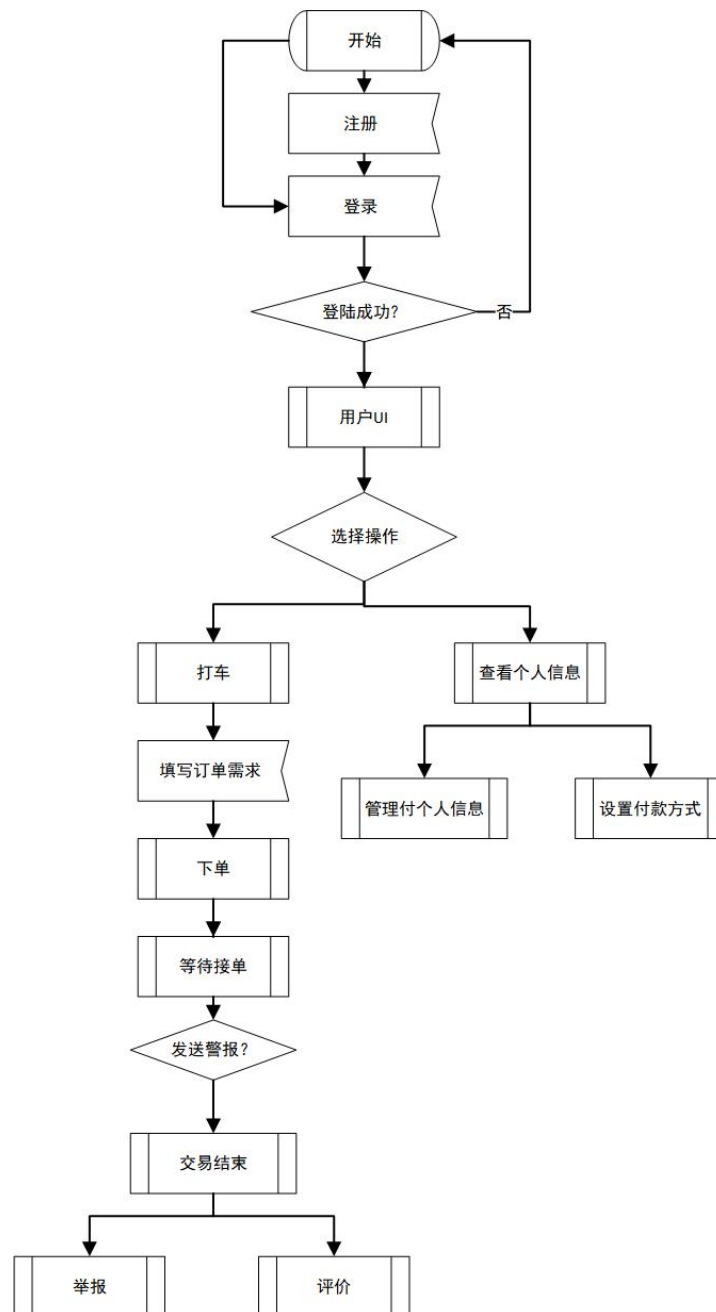 开始
注册
登录
登陆成功?
否
用户UI
选择操作
打车
查看个人信息
填写订单需求
管理付个人信息
设置付款方式
下单
等待接单
发送警报?
交易结束
举报
评价